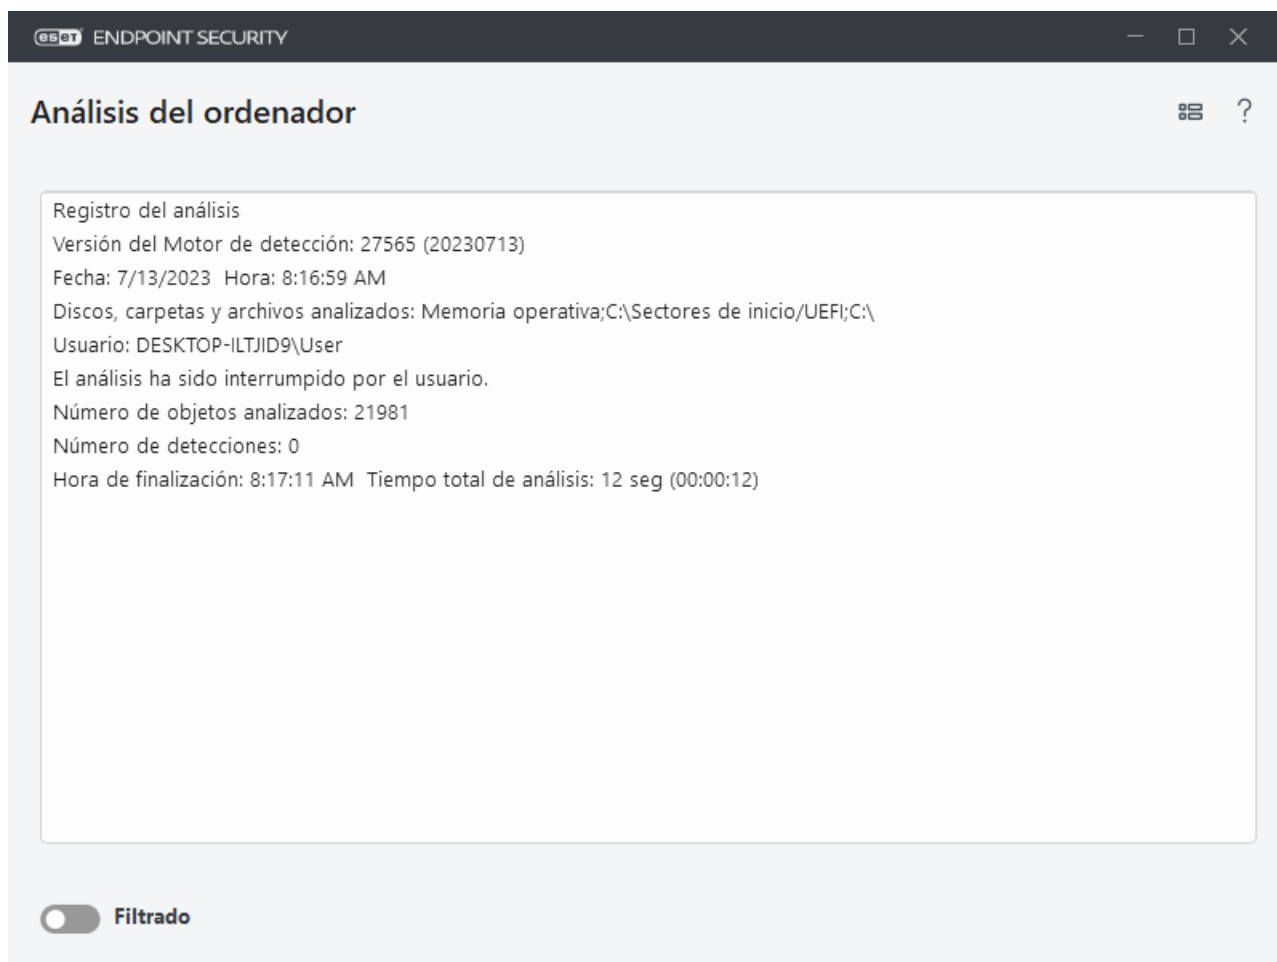 eset ENDPOINT SECURITY
Análisis del ordenador
?
Registro del análisis
Versión del Motor de detección: 27565 (20230713)
Fecha: 7/13/2023  Hora: 8:16:59 AM
Discos, carpetas y archivos analizados: Memoria operativa;C:\Sectores de inicio/UEFI;C:\
Usuario: DESKTOP-ILTJID9\User
El análisis ha sido interrumpido por el usuario.
Número de objetos analizados: 21981
Número de detecciones: 0
Hora de finalización: 8:17:11 AM  Tiempo total de análisis: 12 seg (00:00:12)
Filtrado